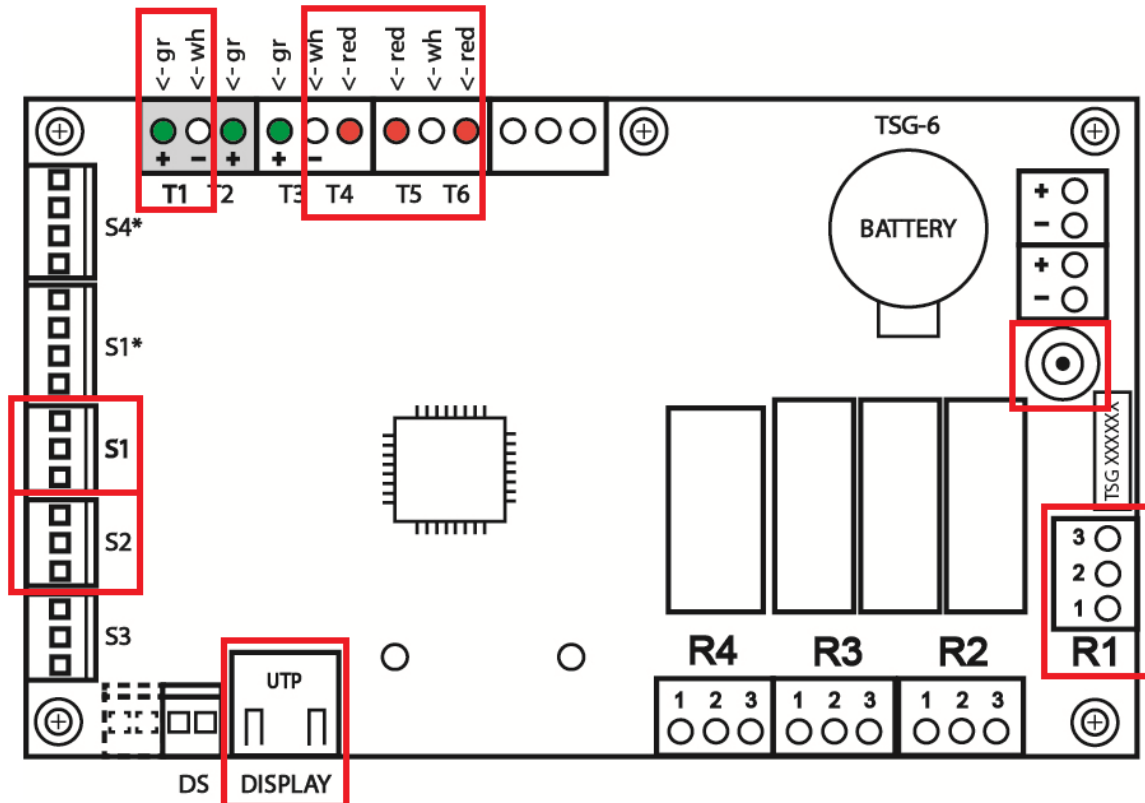 <-gr <-wh <-gr <-gr <-wh <-red <-red <-wh <-red
+ - + + -
T1 T2 T3 T4 T5 T6
TSG-6
BATTERY
+
-
+
-
S4*
S1*
S1
S2
S3
TSG XXXXXX
3
2
1
R1
R4 R3 R2
1 2 3 1 2 3 1 2 3
UTP
DS DISPLAY